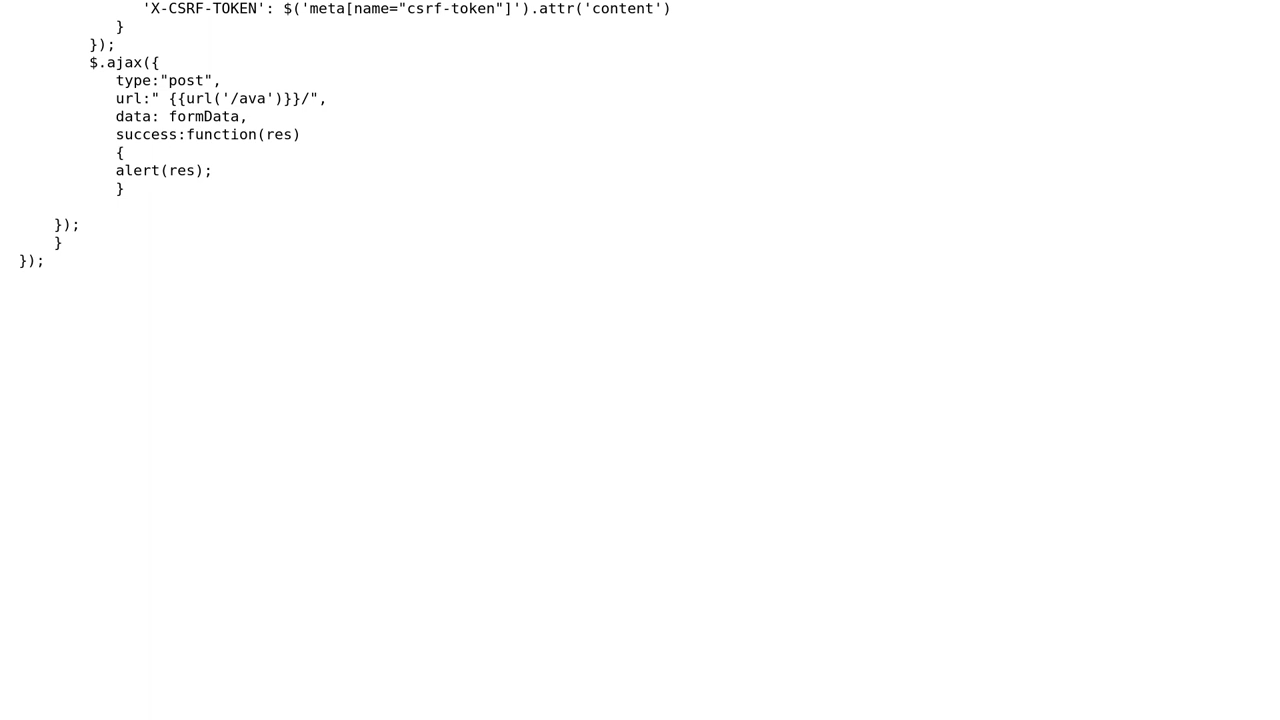 'X-CSRF-TOKEN': $('meta[name="csrf-token"]').attr('content')
}
});
$.ajax({
type:"post",
url:" {{url('/ava')}}/",
data: formData,
success:function(res)
{
alert(res);
}
});
}
});